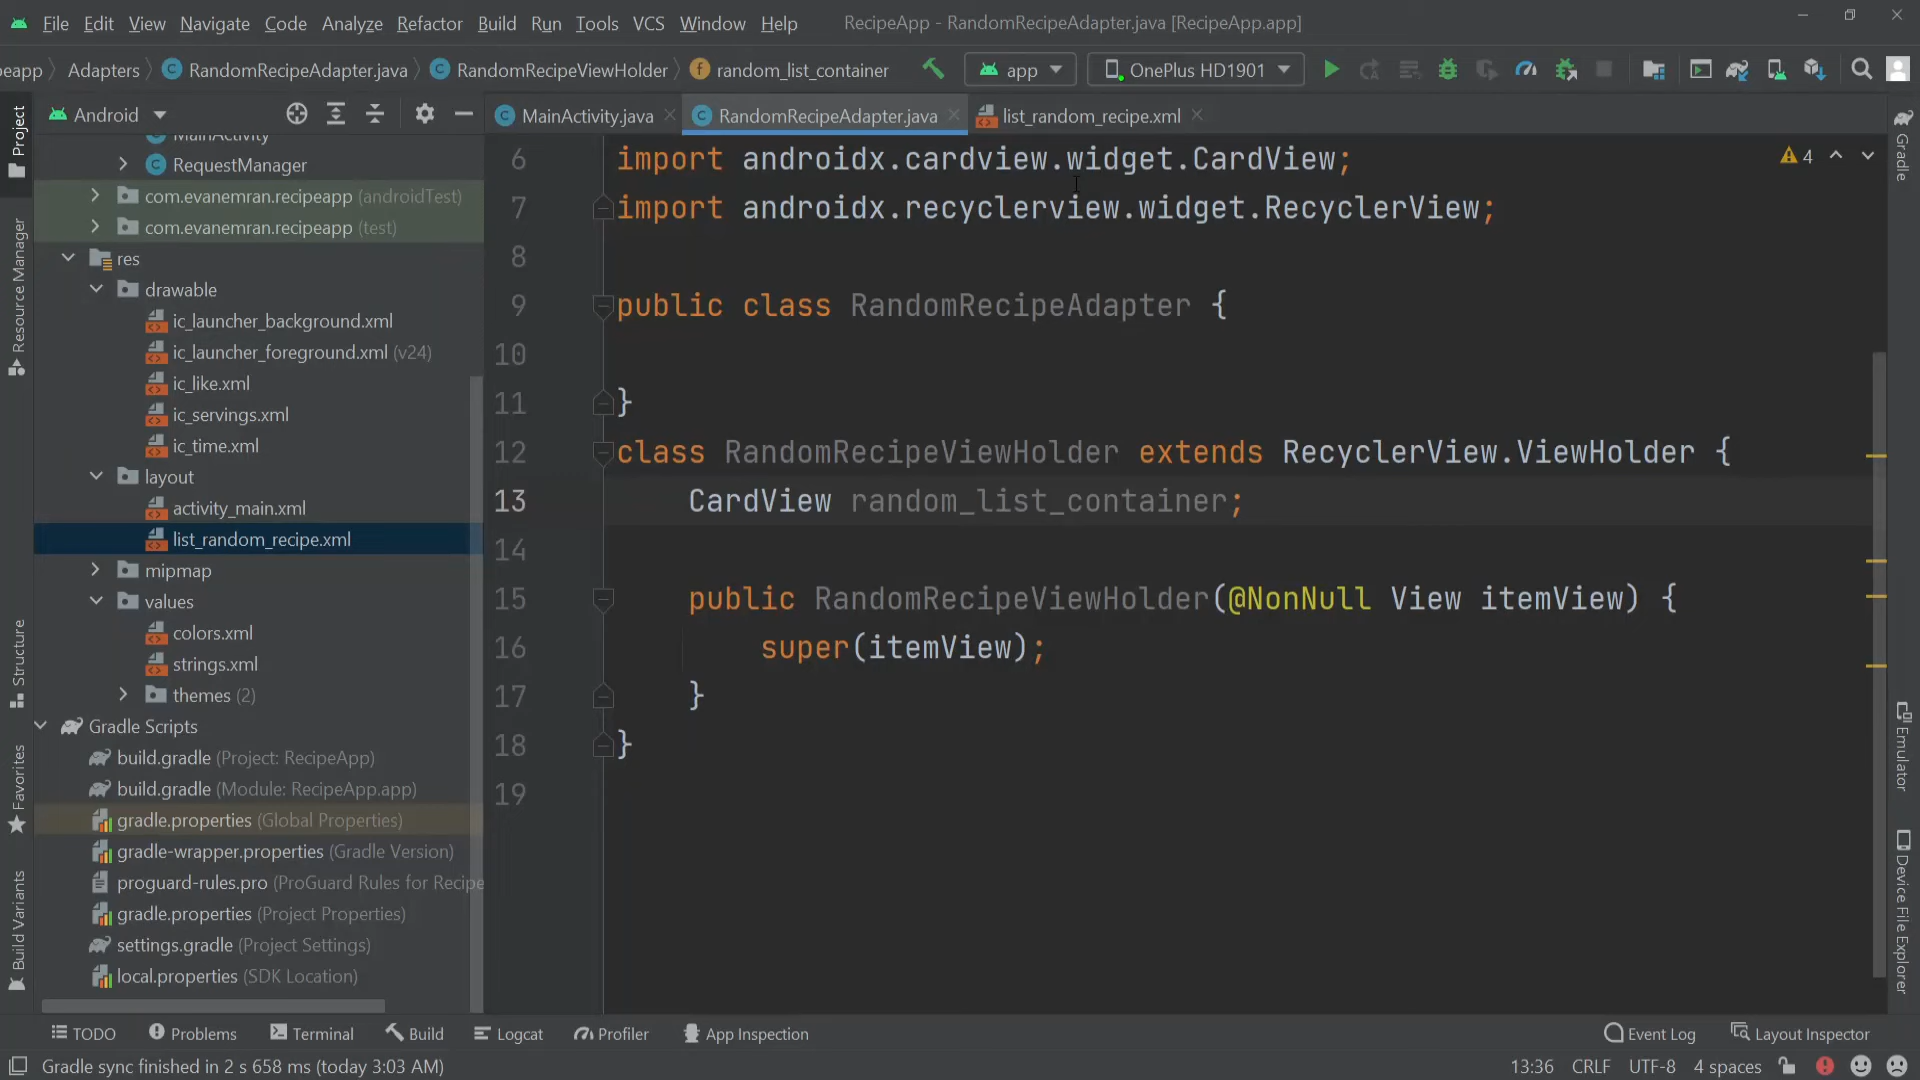 File Edit View Navigate Code Analyze Refactor Build Run Tools VCS Window Help RecipeApp - RandomRecipeAdapter.java [RecipeApp.app]
peapp Adapters RandomRecipeAdapter.java RandomRecipeViewHolder random_list_container app OnePlus HD1901
Android
MainActivity.java RandomRecipeAdapter.java list_random_recipe.xml
MainActivity
RequestManager
com.evanemran.recipeapp (androidTest)
com.evanemran.recipeapp (test)
res
drawable
ic_launcher_background.xml
ic_launcher_foreground.xml (v24)
ic_like.xml
ic_servings.xml
ic_time.xml
layout
activity_main.xml
list_random_recipe.xml
mipmap
values
colors.xml
strings.xml
themes (2)
Gradle Scripts
build.gradle (Project: RecipeApp)
build.gradle (Module: RecipeApp.app)
gradle.properties (Global Properties)
gradle-wrapper.properties (Gradle Version)
proguard-rules.pro (ProGuard Rules for Recipe
gradle.properties (Project Properties)
settings.gradle (Project Settings)
local.properties (SDK Location)
6 import androidx.cardview.widget.CardView;
7 import androidx.recyclerview.widget.RecyclerView;
8
9 public class RandomRecipeAdapter {
10
11 }
12 class RandomRecipeViewHolder extends RecyclerView.ViewHolder {
13 CardView random_list_container;
14
15 public RandomRecipeViewHolder(@NonNull View itemView) {
16 super(itemView);
17 }
18 }
19
4
Project
Resource Manager
Structure
Favorites
Build Variants
Gradle
Emulator
Device File Explorer
TODO Problems Terminal Build Logcat Profiler App Inspection Event Log Layout Inspector
Gradle sync finished in 2 s 658 ms (today 3:03 AM) 13:36 CRLF UTF-8 4 spaces